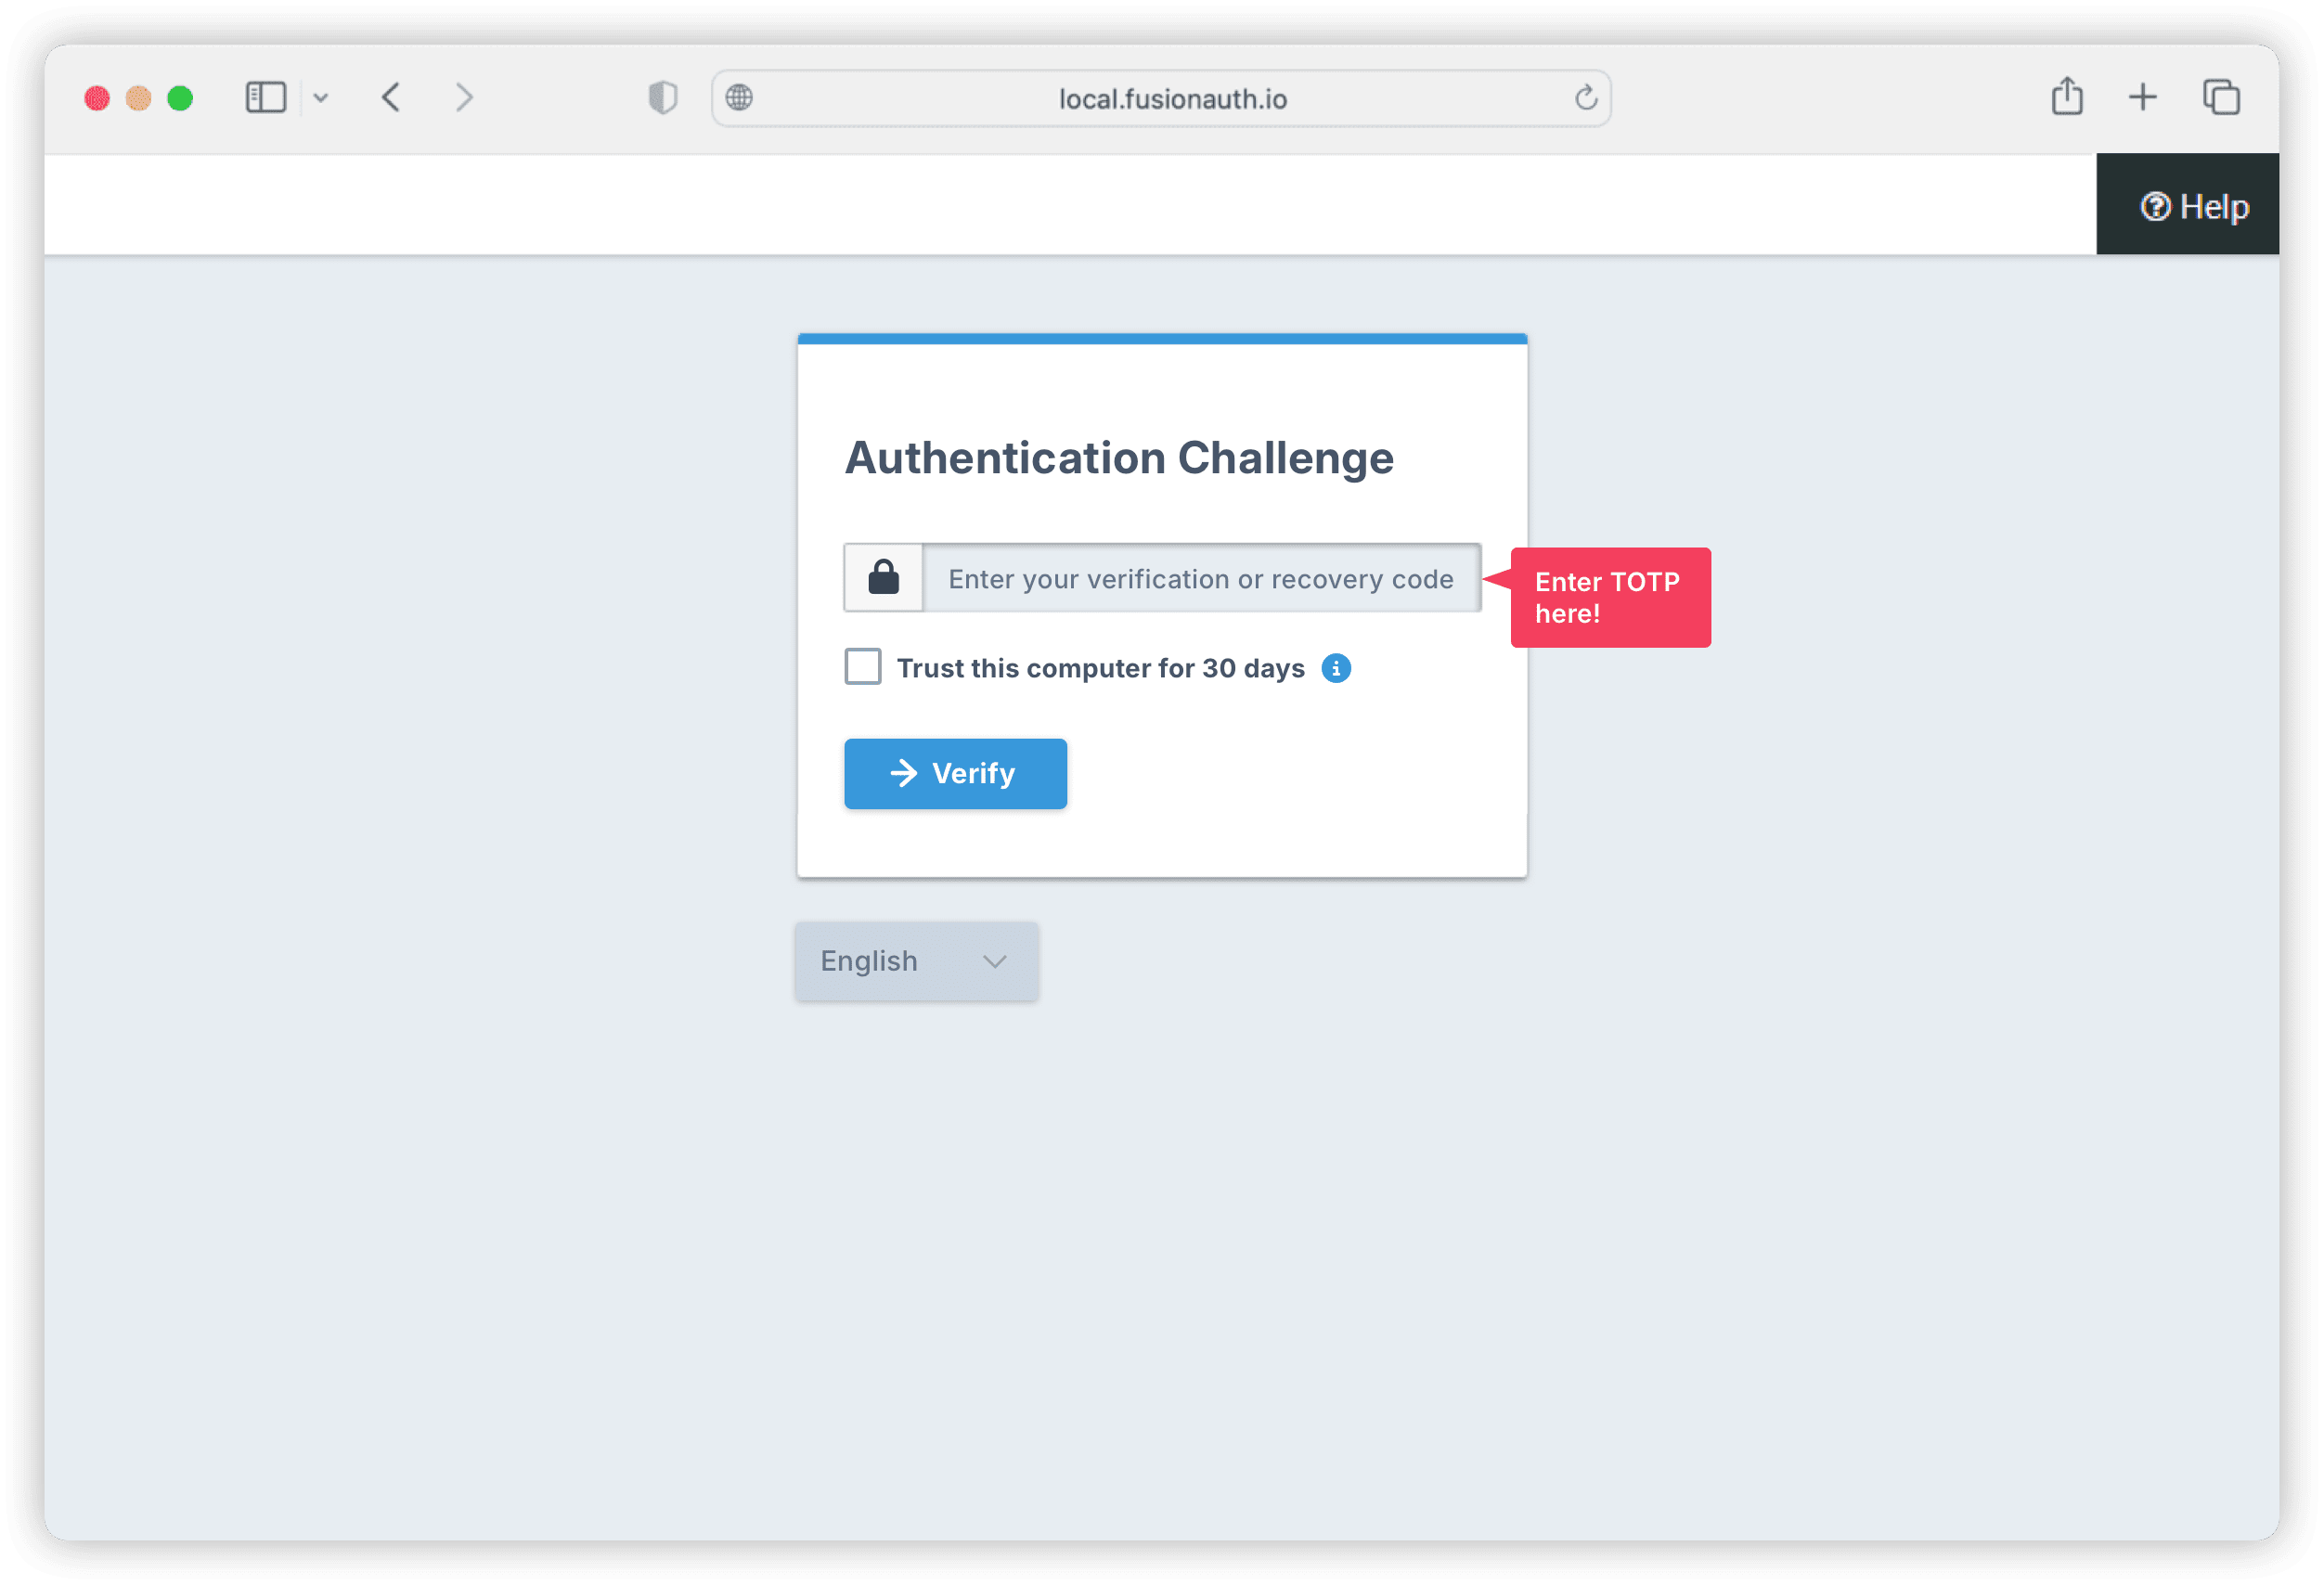 local.fusionauth.io
Help
Authentication Challenge
Enter your verification or recovery code
Enter TOTP
here!
Trust this computer for 30 days
Verify
English